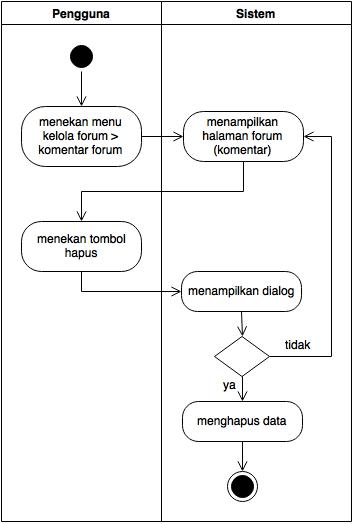 Pengguna
Sistem
menekan menu
kelola forum >
komentar forum
menampilkan
halaman forum
(komentar)
menekan tombol
hapus
menampilkan dialog
tidak
ya
menghapus data